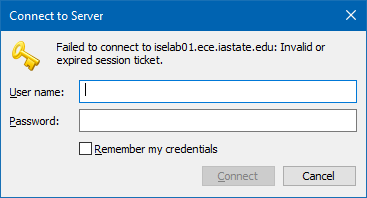 Connect to Server
Failed to connect to iselab01.ece.iastate.edu: Invalid or
expired session ticket.
User name:
Password:
Remember my credentials
Connect
Cancel